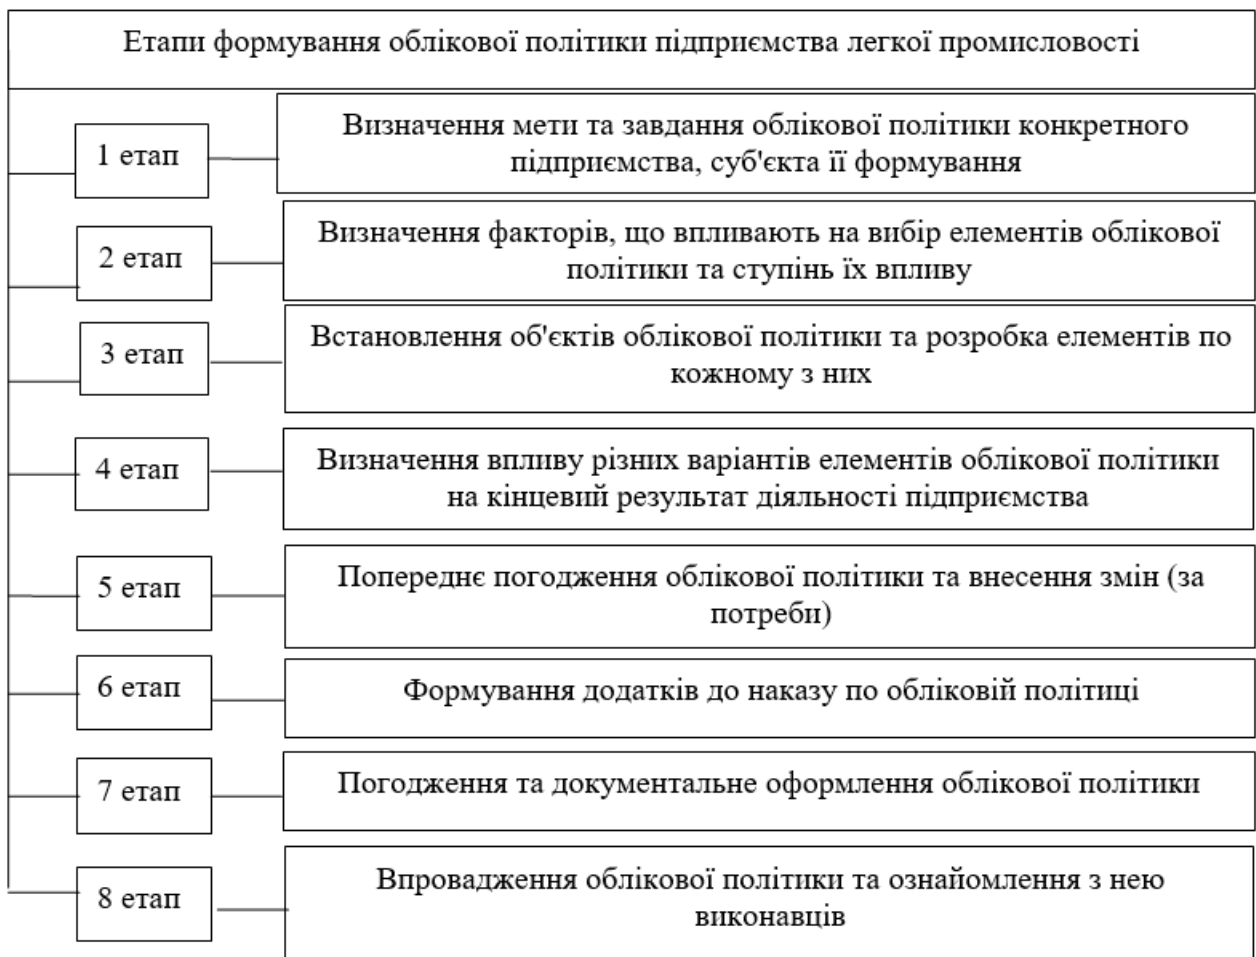 Етапи формування облікової політики підприємства легкої промисловості
1 етап
Визначення мети та завдання облікової політики конкретного
підприємства, суб'єкта її формування
2 етап
Визначення факторів, що впливають на вибір елементів облікової
політики та ступінь їх впливу
3 етап
Встановлення об'єктів облікової політики та розробка елементів по
кожному з них
4 етап
Визначення впливу різних варіантів елементів облікової політики
на кінцевий результат діяльності підприємства
5 етап
Попереднє погодження облікової політики та внесення змін (за
потреби)
6 етап
Формування додатків до наказу по обліковій політиці
7 етап
Погодження та документальне оформлення облікової політики
8 етап
Впровадження облікової політики та ознайомлення з нею
виконавців